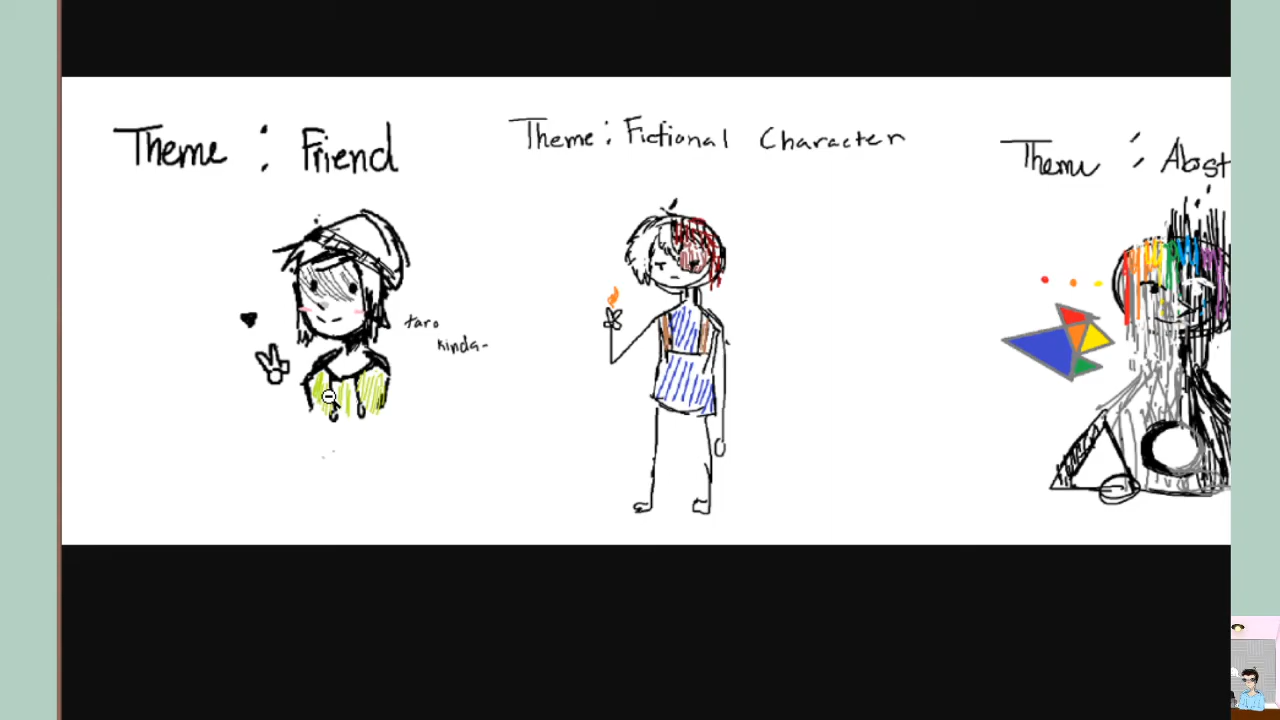 Theme : Friend
Theme : Fictional Character
Theme : Abst
taro
kinda-